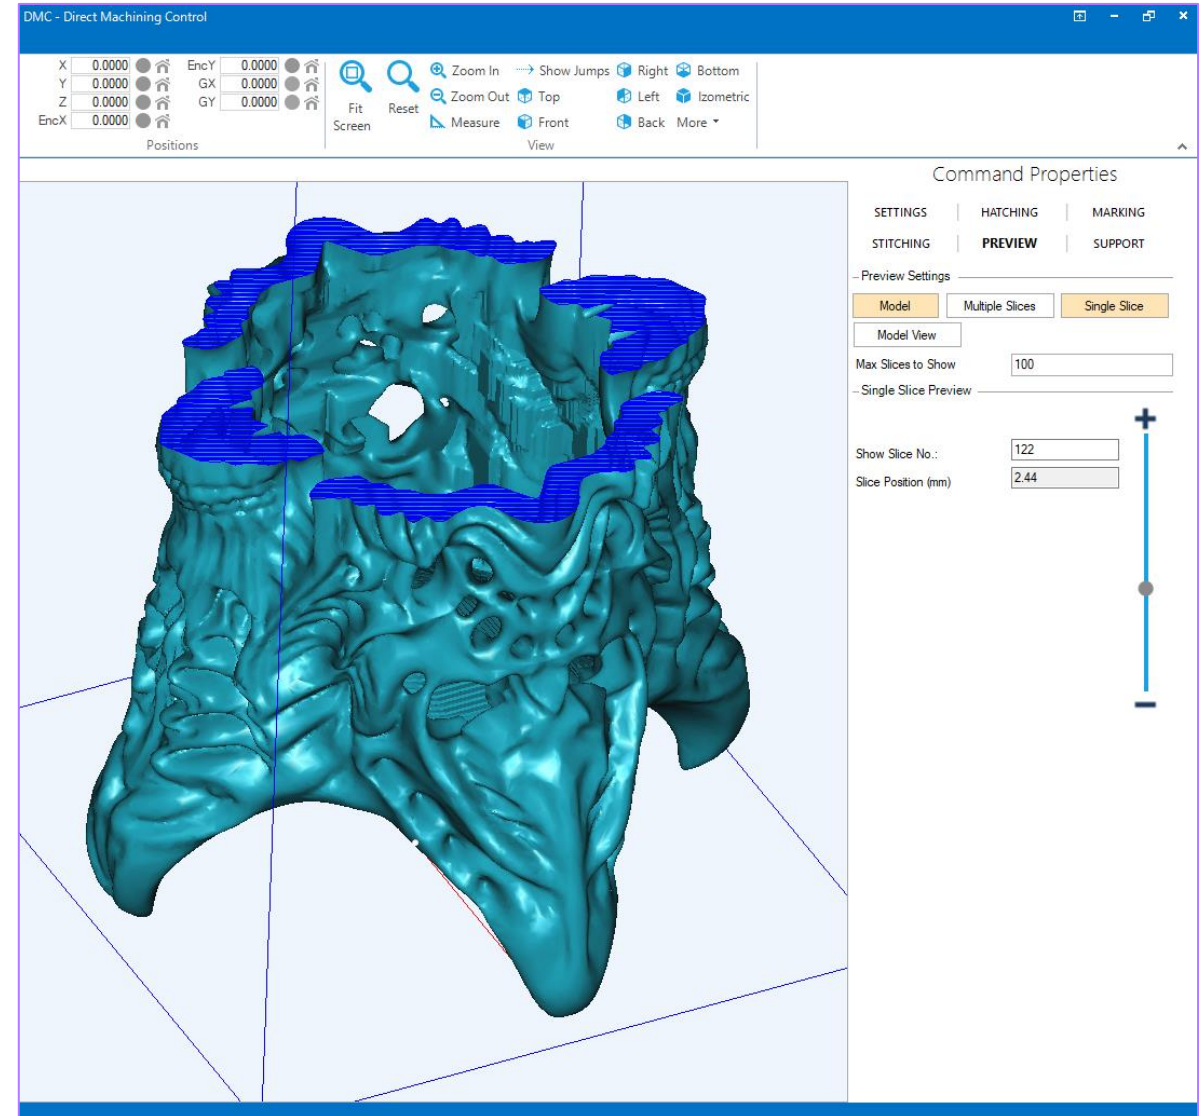 DMC - Direct Machining Control
X 0.0000 EncY 0.0000
Y 0.0000 GX 0.0000
Z 0.0000 GY 0.0000
EncX 0.0000
Positions
Fit Screen
Reset
Zoom In Show Jumps Right Bottom
Zoom Out Top Left Izometric
Measure Front Back More
View
Command Properties
SETTINGS HATCHING MARKING
STITCHING PREVIEW SUPPORT
Preview Settings
Model Multiple Slices Single Slice
Model View
Max Slices to Show 100
Single Slice Preview
Show Slice No.: 122
Slice Position (mm) 2.44